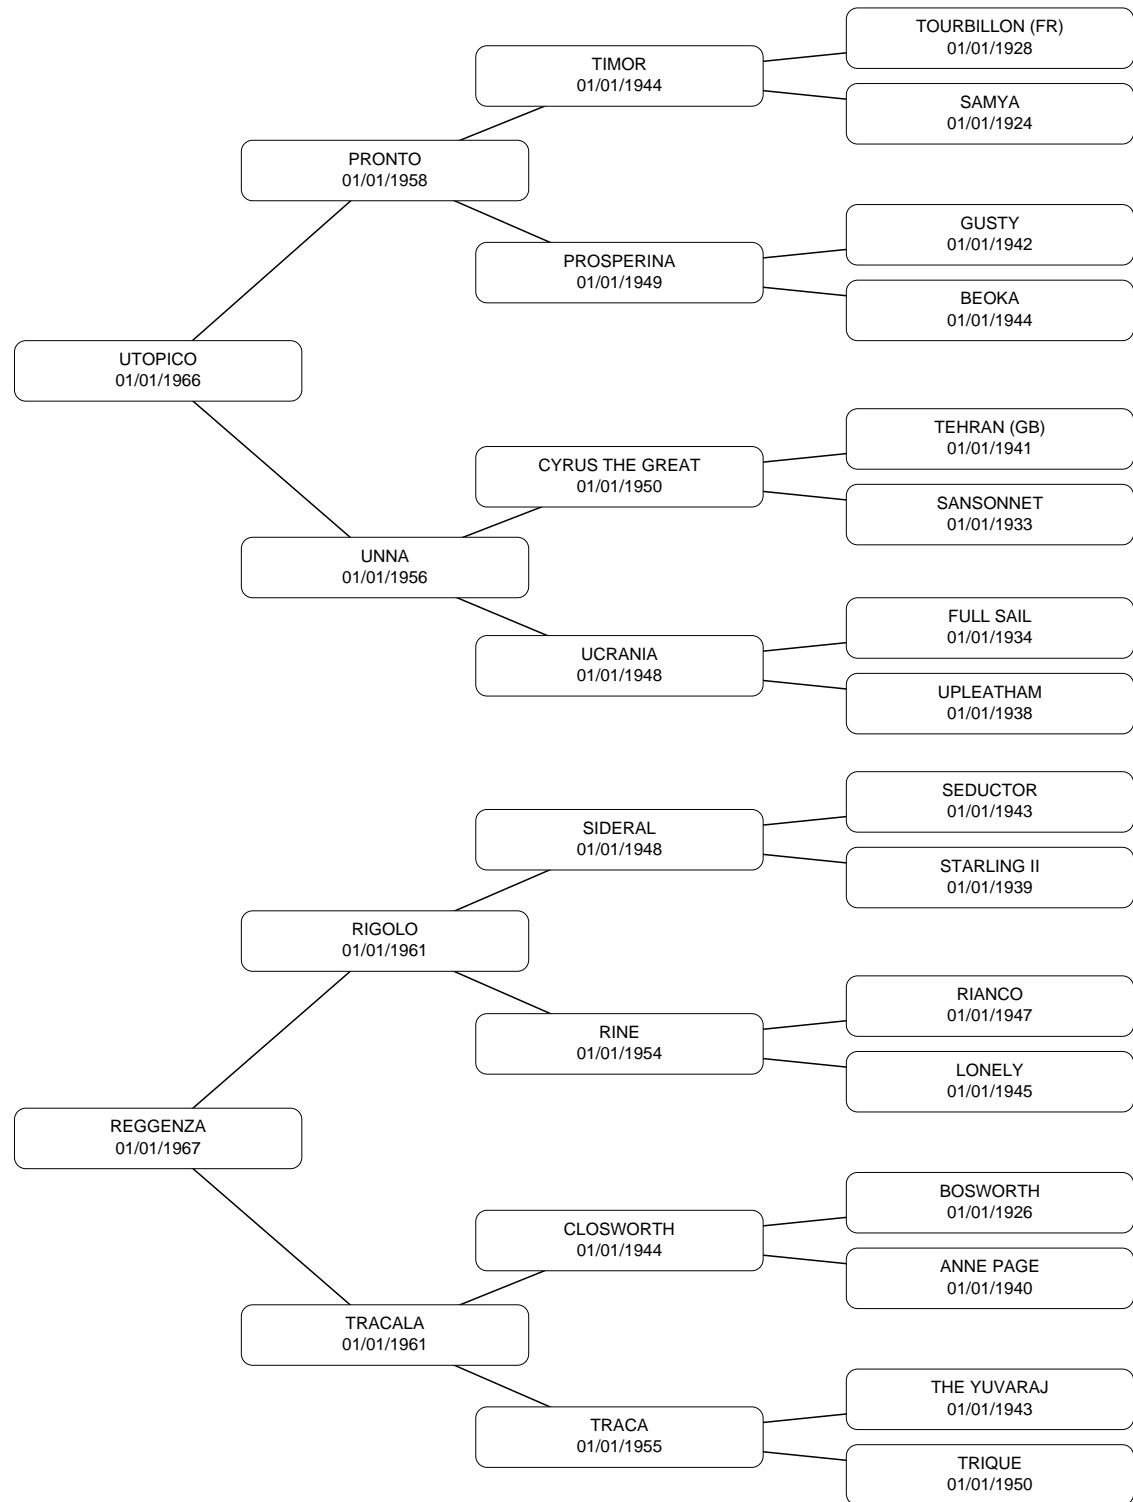 TOURBILLON (FR)
01/01/1928
TIMOR
01/01/1944
SAMYA
01/01/1924
PRONTO
01/01/1958
GUSTY
01/01/1942
PROSPERINA
01/01/1949
BEOKA
01/01/1944
UTOPICO
01/01/1966
TEHRAN (GB)
01/01/1941
CYRUS THE GREAT
01/01/1950
SANSONNET
01/01/1933
UNNA
01/01/1956
FULL SAIL
01/01/1934
UCRANIA
01/01/1948
UPLEATHAM
01/01/1938
SEDUCTOR
01/01/1943
SIDERAL
01/01/1948
STARLING II
01/01/1939
RIGOLO
01/01/1961
RIANCO
01/01/1947
RINE
01/01/1954
LONELY
01/01/1945
REGGENZA
01/01/1967
BOSWORTH
01/01/1926
CLOSWORTH
01/01/1944
ANNE PAGE
01/01/1940
TRACALA
01/01/1961
THE YUVARAJ
01/01/1943
TRACA
01/01/1955
TRIQUE
01/01/1950